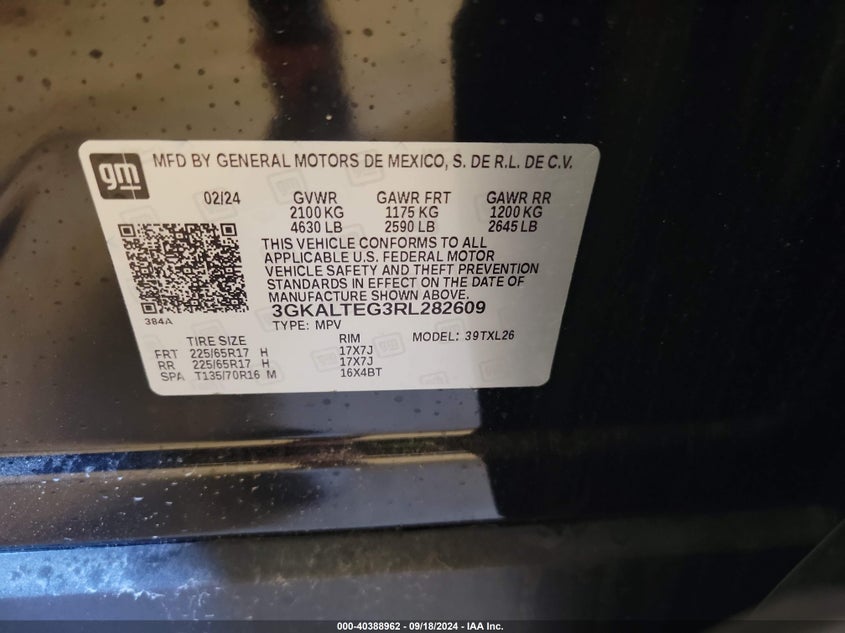 gm
MFD BY GENERAL MOTORS DE MEXICO, S. DE R.L. DE C.V.
02/24 GVWR GAWR FRT GAWR RR
2100 KG 1175 KG 1200 KG
4630 LB 2590 LB 2645 LB
THIS VEHICLE CONFORMS TO ALL
APPLICABLE U.S. FEDERAL MOTOR
VEHICLE SAFETY AND THEFT PREVENTION
STANDARDS IN EFFECT ON THE DATE OF
MANUFACTURE SHOWN ABOVE.
384A
3GKALTEG3RL282609
TYPE: MPV
MODEL: 39TXL26
TIRE SIZE RIM
FRT 225/65R17 H 17X7J
RR 225/65R17 H 17X7J
SPA T135/70R16 M 16X4BT
000-40388962 - 09/18/2024 - IAA Inc.